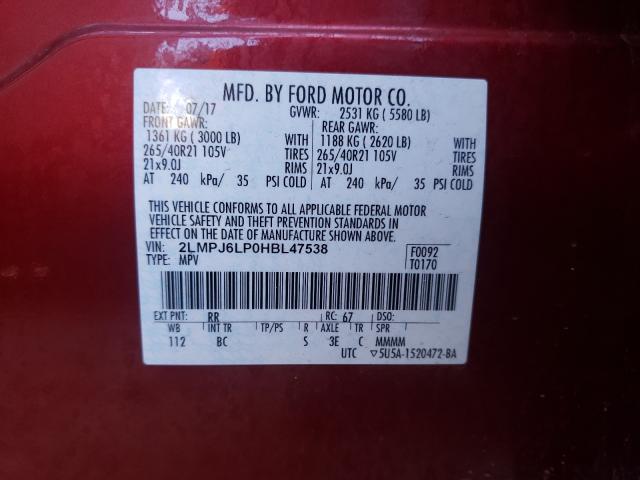 MFD. BY FORD MOTOR CO.
DATE: 07/17 GVWR: 2531 KG ( 5580 LB)
FRONT GAWR: REAR GAWR:
1361 KG ( 3000 LB) WITH 1188 KG ( 2620 LB) WITH
265/40R21 105V TIRES 265/40R21 105V TIRES
21x9.0J RIMS 21x9.0J RIMS
AT 240 kPa/ 35 PSI COLD AT 240 kPa/ 35 PSI COLD
THIS VEHICLE CONFORMS TO ALL APPLICABLE FEDERAL MOTOR
VEHICLE SAFETY AND THEFT PREVENTION STANDARDS IN EFFECT
ON THE DATE OF MANUFACTURE SHOWN ABOVE.
VIN: 2LMPJ6LP0HBL47538 F0092
TYPE: MPV T0170
EXT PNT: RR RC: 67 DSO:
WB INT TR TP/PS R AXLE TR SPR
112 BC S 3E C MMMM
UTC ▽5U5A-1520472-BA